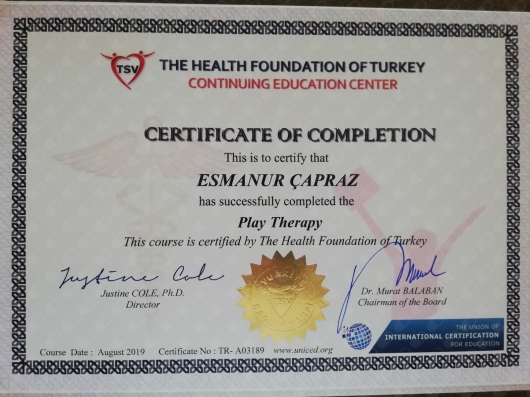 TSV
THE HEALTH FOUNDATION OF TURKEY
CONTINUING EDUCATION CENTER
CERTIFICATE OF COMPLETION
This is to certify that
ESMANUR ÇAPRAZ
has successfully completed the
Play Therapy
This course is certified by The Health Foundation of Turkey
Justine Cole
Justine COLE, Ph.D.
Director
TSV
Dr. Murat BALABAN
Chairman of the Board
THE UNION OF
INTERNATIONAL CERTIFICATION
FOR EDUCATION
Course Date : August 2019 Certificate No : TR- A03189 www.uniced.org